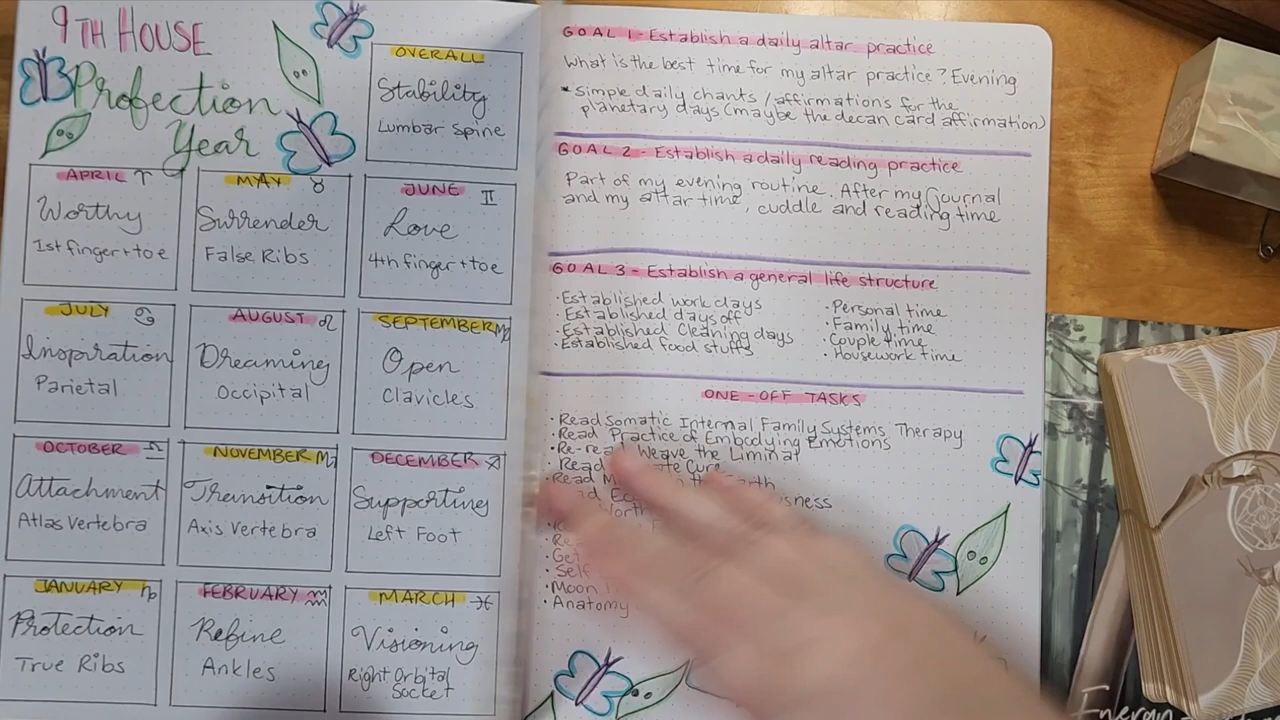 9TH HOUSE
Profection
Year
OVERALL
Stability
Lumbar Spine
APRIL ♈
Worthy
1st finger + toe
MAY ♉
Surrender
False Ribs
JUNE ♊
Love
4th finger + toe
JULY ♋
Inspiration
Parietal
AUGUST ♌
Dreaming
Occipital
SEPTEMBER ♍
Open
Clavicles
OCTOBER ♎
Attachment
Atlas Vertebra
NOVEMBER ♏
Transition
Axis Vertebra
DECEMBER ♐
Supporting
Left Foot
JANUARY ♑
Protection
True Ribs
FEBRUARY ♒
Refine
Ankles
MARCH ♓
Visioning
Right Orbital
Socket
GOAL 1 - Establish a daily altar practice
What is the best time for my altar practice? Evening
* simple daily chants / affirmations for the
planetary days (maybe the decan card affirmation)
GOAL 2 - Establish a daily reading practice
Part of my evening routine. After my journal
and my altar time, cuddle and reading time
GOAL 3 - Establish a general life structure
· Established work days
· Established days off
· Established Cleaning days
· Established food stuffs
· Personal time
· Family time
· Couple time
· Housework time
ONE-OFF TASKS
· Read Somatic Internal Family Systems Therapy
· Read Practice of Embodying Emotions
· Re-read Weave the Liminal
Read Cure
· Read Earth
· Get
· Self
· Moon
· Anatomy